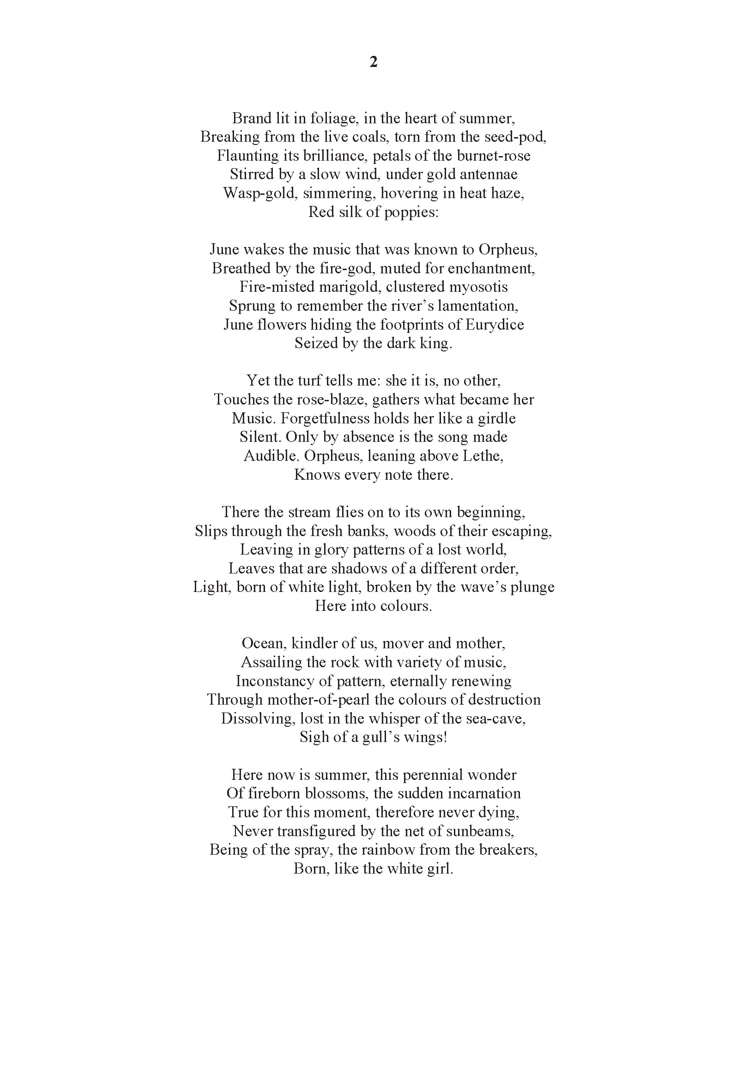 2
Brand lit in foliage, in the heart of summer,
Breaking from the live coals, torn from the seed-pod,
Flaunting its brilliance, petals of the burnet-rose
Stirred by a slow wind, under gold antennae
Wasp-gold, simmering, hovering in heat haze,
Red silk of poppies:
June wakes the music that was known to Orpheus,
Breathed by the fire-god, muted for enchantment,
Fire-misted marigold, clustered myosotis
Sprung to remember the river’s lamentation,
June flowers hiding the footprints of Eurydice
Seized by the dark king.
Yet the turf tells me: she it is, no other,
Touches the rose-blaze, gathers what became her
Music. Forgetfulness holds her like a girdle
Silent. Only by absence is the song made
Audible. Orpheus, leaning above Lethe,
Knows every note there.
There the stream flies on to its own beginning,
Slips through the fresh banks, woods of their escaping,
Leaving in glory patterns of a lost world,
Leaves that are shadows of a different order,
Light, born of white light, broken by the wave’s plunge
Here into colours.
Ocean, kindler of us, mover and mother,
Assailing the rock with variety of music,
Inconstancy of pattern, eternally renewing
Through mother-of-pearl the colours of destruction
Dissolving, lost in the whisper of the sea-cave,
Sigh of a gull’s wings!
Here now is summer, this perennial wonder
Of fireborn blossoms, the sudden incarnation
True for this moment, therefore never dying,
Never transfigured by the net of sunbeams,
Being of the spray, the rainbow from the breakers,
Born, like the white girl.